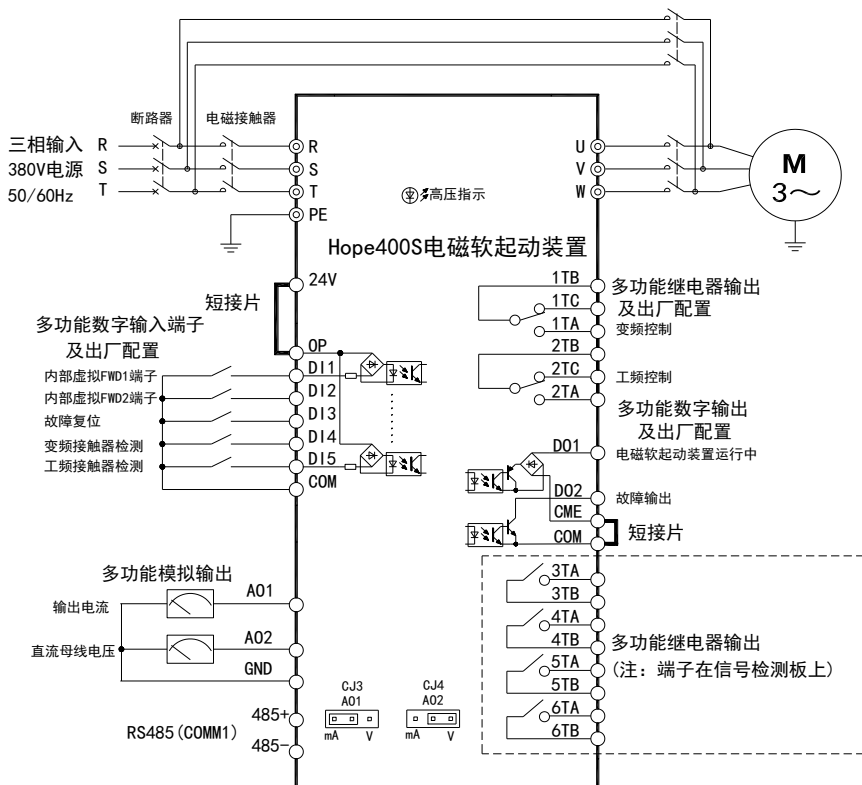 断路器
电磁接触器
三相输入 R
380V电源 S
50/60Hz T
R
S
T
PE
U
V
W
M
3～
高压指示
Hope400S电磁软起动装置
24V
短接片
多功能数字输入端子
及出厂配置
OP
内部虚拟FWD1端子 DI1
内部虚拟FWD2端子 DI2
故障复位 DI3
变频接触器检测 DI4
工频接触器检测 DI5
COM
1TB
1TC
1TA
多功能继电器输出
及出厂配置
变频控制
2TB
2TC
2TA
工频控制
多功能数字输出
及出厂配置
DO1
电磁软起动装置运行中
DO2
故障输出
CME
COM
短接片
多功能模拟输出
输出电流 AO1
直流母线电压 AO2
GND
485+
RS485(COMM1)
485-
CJ3
AO1
mA V
CJ4
AO2
mA V
3TA
3TB
4TA
4TB
5TA
5TB
6TA
6TB
多功能继电器输出
(注：端子在信号检测板上)